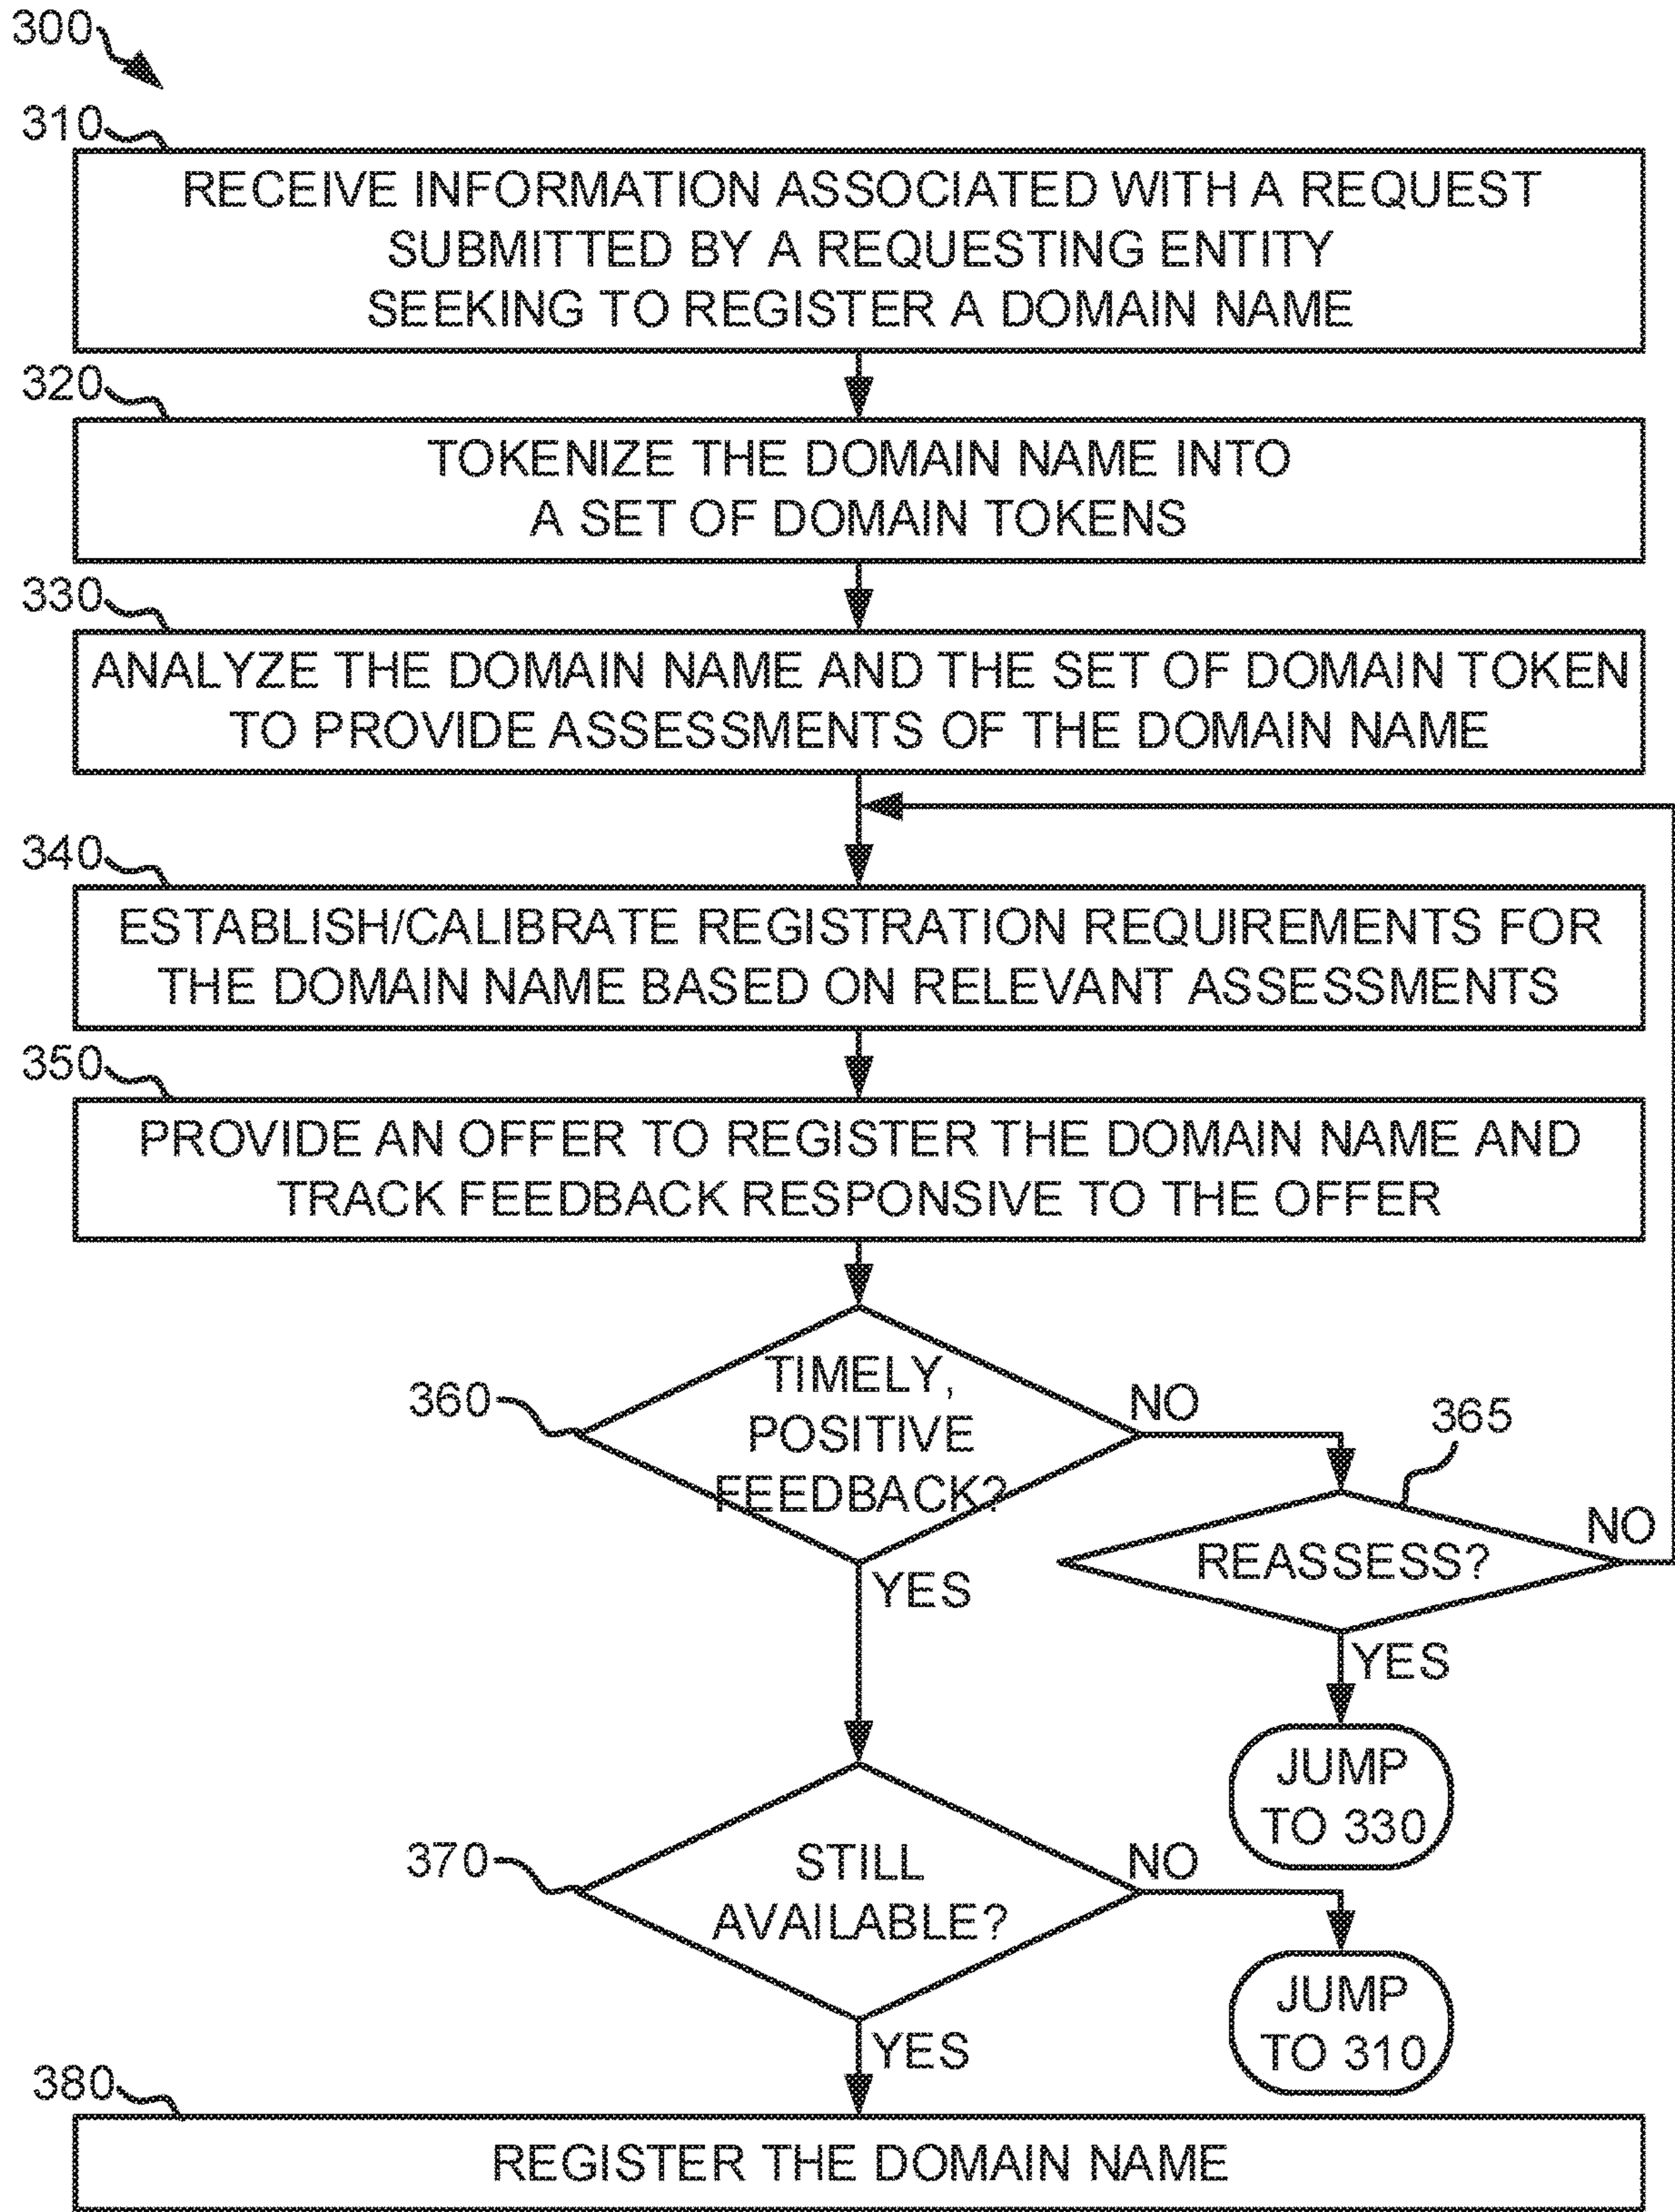 300
310
RECEIVE INFORMATION ASSOCIATED WITH A REQUEST
SUBMITTED BY A REQUESTING ENTITY
SEEKING TO REGISTER A DOMAIN NAME
320
TOKENIZE THE DOMAIN NAME INTO
A SET OF DOMAIN TOKENS
330
ANALYZE THE DOMAIN NAME AND THE SET OF DOMAIN TOKEN
TO PROVIDE ASSESSMENTS OF THE DOMAIN NAME
340
ESTABLISH/CALIBRATE REGISTRATION REQUIREMENTS FOR
THE DOMAIN NAME BASED ON RELEVANT ASSESSMENTS
350
PROVIDE AN OFFER TO REGISTER THE DOMAIN NAME AND
TRACK FEEDBACK RESPONSIVE TO THE OFFER
360
TIMELY,
POSITIVE
FEEDBACK?
NO
365
REASSESS?
NO
YES
YES
JUMP
TO 330
370
STILL
AVAILABLE?
NO
JUMP
TO 310
YES
380
REGISTER THE DOMAIN NAME